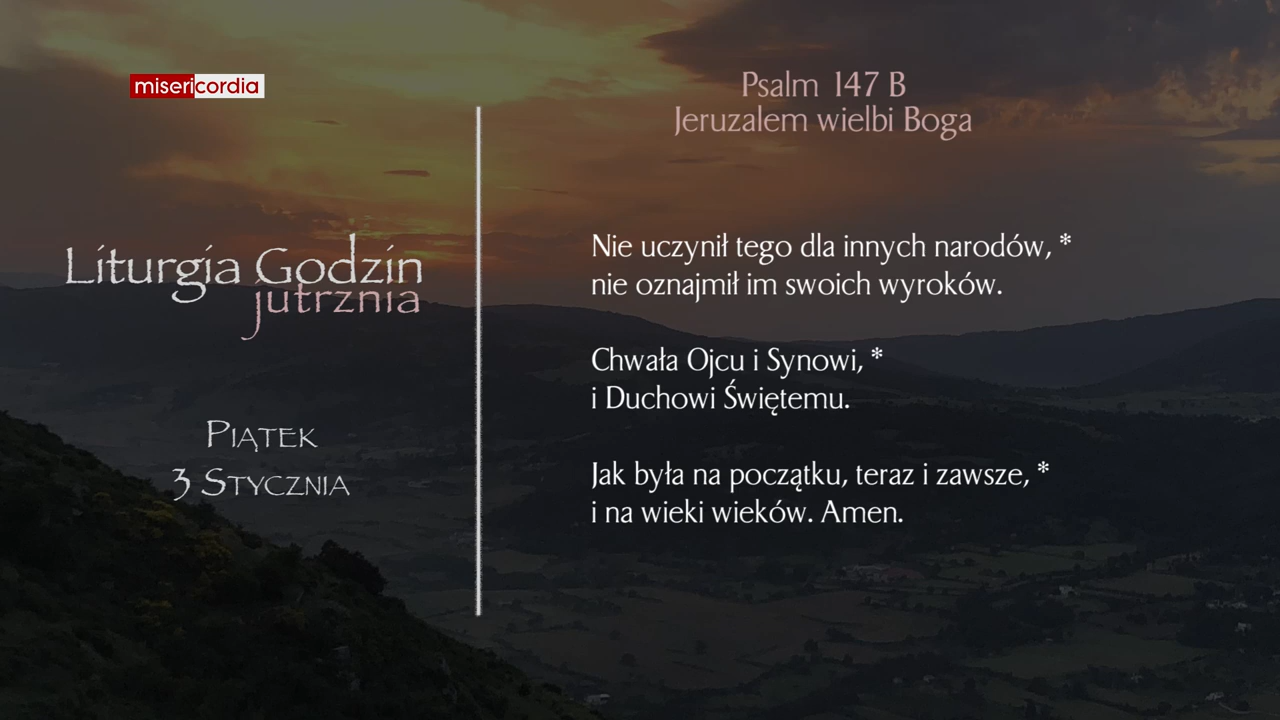 misericordia
Liturgia Godzin
jutrznia
Piątek
3 Stycznia
Psalm 147 B
Jeruzalem wielbi Boga
Nie uczynił tego dla innych narodów, *
nie oznajmił im swoich wyroków.
Chwała Ojcu i Synowi, *
i Duchowi Świętemu.
Jak była na początku, teraz i zawsze, *
i na wieki wieków. Amen.